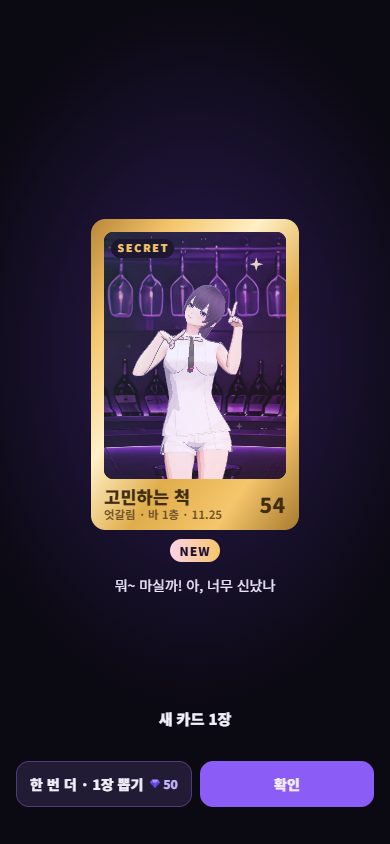 SECRET
고민하는 척
엇갈림 · 바 1층 · 11.25
54
NEW
뭐~ 마실까! 아, 너무 신났나
새 카드 1장
한 번 더 · 1장 뽑기 50
확인